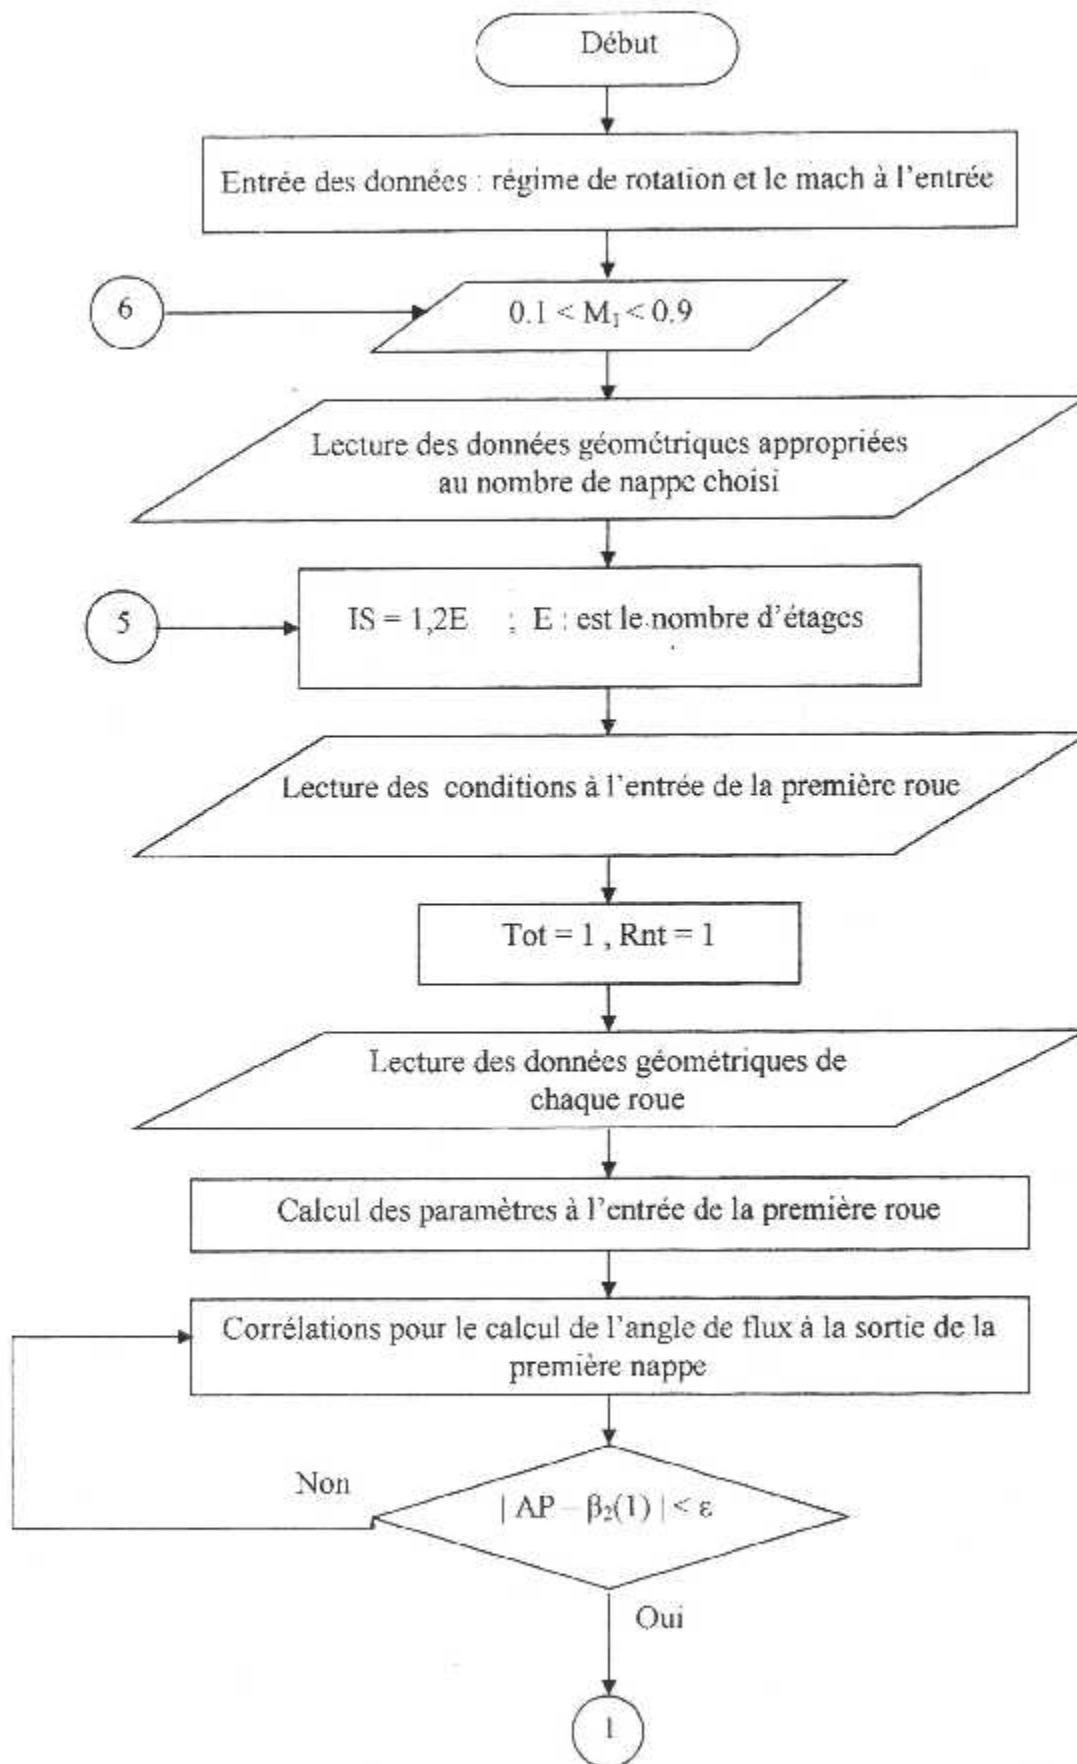 Début
Entrée des données : régime de rotation et le mach à l'entrée
6
0.1 < M₁ < 0.9
Lecture des données géométriques appropriées
au nombre de nappe choisi
5
IS = 1,2E ; E : est le nombre d'étages
Lecture des conditions à l'entrée de la première roue
Tot = 1 , Rnt = 1
Lecture des données géométriques de
chaque roue
Calcul des paramètres à l'entrée de la première roue
Corrélations pour le calcul de l'angle de flux à la sortie de la
première nappe
Non
| AP – β₂(1) | < ε
Oui
1